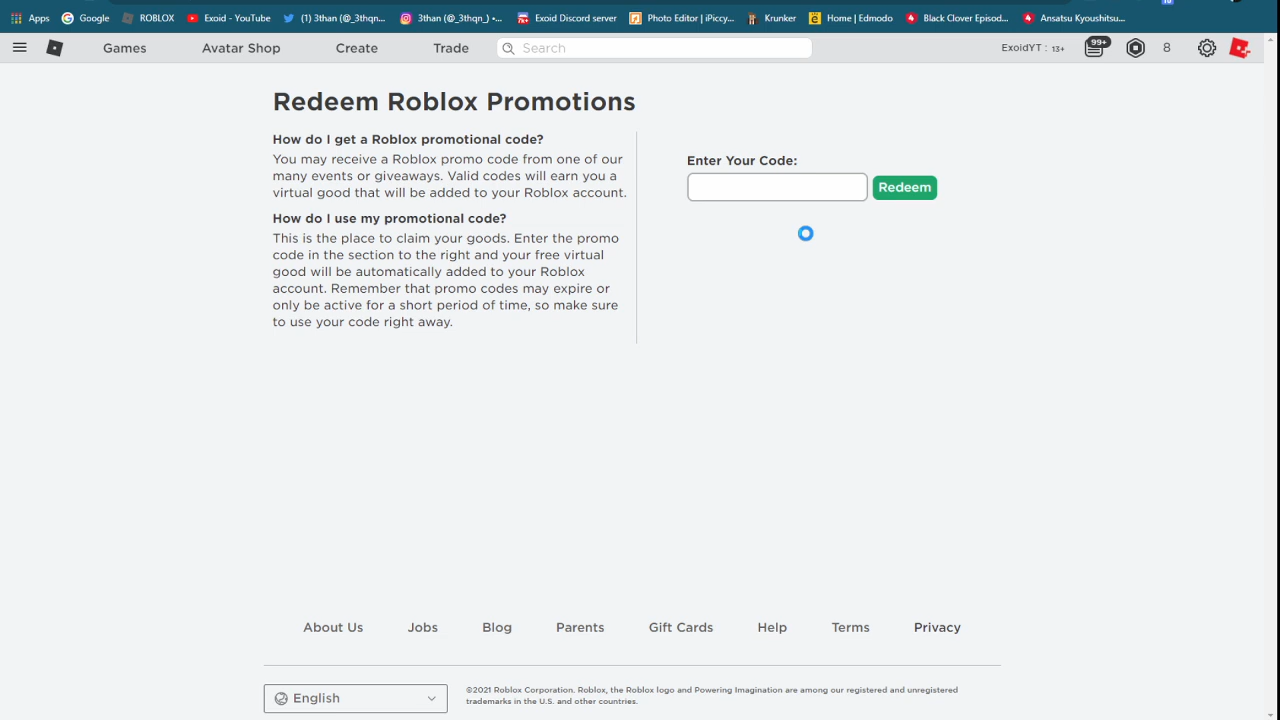 Apps Google ROBLOX Exoid - YouTube (1) 3than (@_3thqn... 3than (@_3thqn_) •... Exoid Discord server Photo Editor | iPiccy... Krunker Home | Edmodo Black Clover Episod... Ansatsu Kyoushitsu...
Games Avatar Shop Create Trade Search ExoidYT : 13+ 99+ 8
Redeem Roblox Promotions
How do I get a Roblox promotional code?
You may receive a Roblox promo code from one of our
many events or giveaways. Valid codes will earn you a
virtual good that will be added to your Roblox account.
How do I use my promotional code?
This is the place to claim your goods. Enter the promo
code in the section to the right and your free virtual
good will be automatically added to your Roblox
account. Remember that promo codes may expire or
only be active for a short period of time, so make sure
to use your code right away.
Enter Your Code:
Redeem
About Us Jobs Blog Parents Gift Cards Help Terms Privacy
English
©2021 Roblox Corporation. Roblox, the Roblox logo and Powering Imagination are among our registered and unregistered
trademarks in the U.S. and other countries.